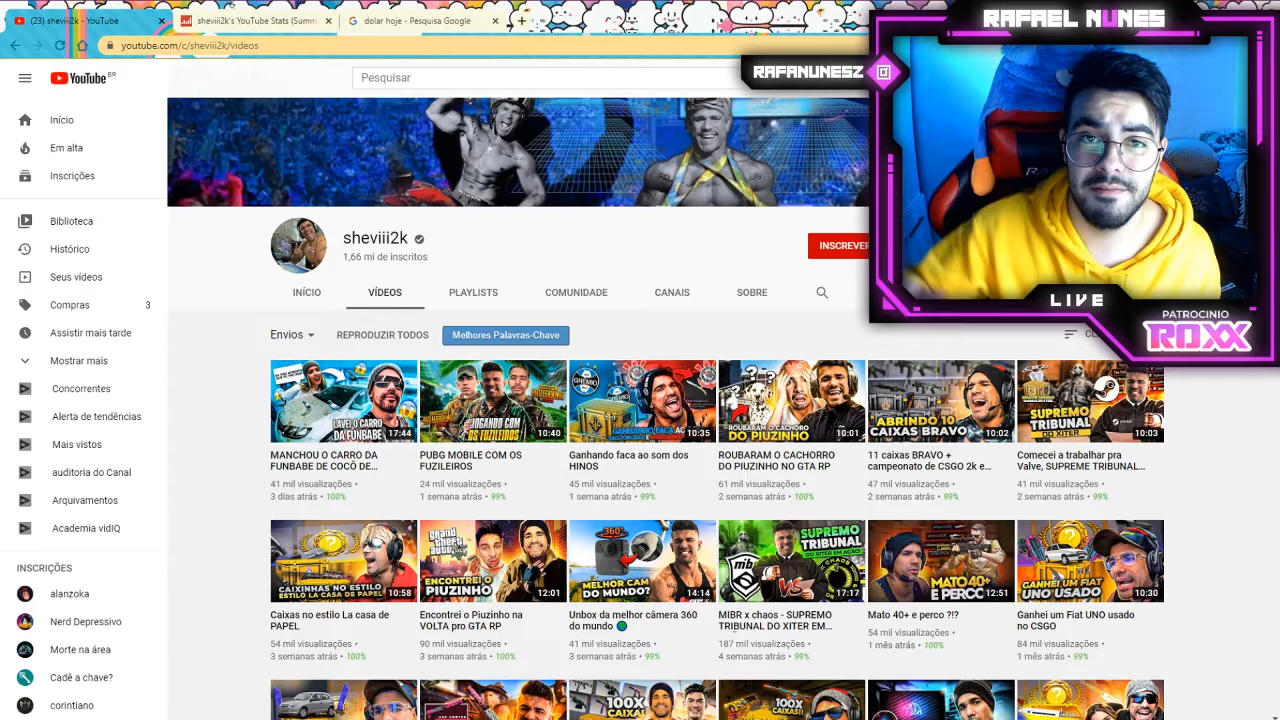 (23) sheviii2k - YouTube
sheviii2k's YouTube Stats (Summ
dolar hoje - Pesquisa Google
youtube.com/c/sheviii2k/videos
YouTube BR
Pesquisar
RAFAEL NUNES
RAFANUNESZ
LIVE
PATROCINIO
ROXX
Início
Em alta
Inscrições
Biblioteca
Histórico
Seus vídeos
Compras 3
Assistir mais tarde
Mostrar mais
Concorrentes
Alerta de tendências
Mais vistos
auditoria do Canal
Arquivamentos
Academia vidIQ
INSCRIÇÕES
alanzoka
Nerd Depressivo
Morte na área
Cadê a chave?
corintiano
sheviii2k
1,66 mi de inscritos
INSCREVER
INÍCIO VÍDEOS PLAYLISTS COMUNIDADE CANAIS SOBRE
Envios REPRODUZIR TODOS Melhores Palavras-Chave
LAVEI O CARRO
DA FUNBABE
17:44
MANCHOU O CARRO DA
FUNBABE DE COCÔ DE...
41 mil visualizações •
3 dias atrás • 100%
JOGANDO COM
OS FUZILEIROS
10:40
PUBG MOBILE COM OS
FUZILEIROS
24 mil visualizações •
1 semana atrás • 99%
10:35
Ganhando faca ao som dos
HINOS
45 mil visualizações •
1 semana atrás • 99%
ROUBARAM O CACHORO
DO PIUZINHO
10:01
ROUBARAM O CACHORRO
DO PIUZINHO NO GTA RP
61 mil visualizações •
2 semanas atrás • 100%
ABRINDO 10
CAIXAS BRAVO
10:02
11 caixas BRAVO +
campeonato de CSGO 2k e...
47 mil visualizações •
2 semanas atrás • 99%
SUPREMO
TRIBUNAL
10:03
Comecei a trabalhar pra
Valve, SUPREME TRIBUNAL...
41 mil visualizações •
2 semanas atrás • 99%
CAIXINHAS NO ESTILO
ESTILO LA CASA DE PAPEL
10:58
Caixas no estilo La casa de
PAPEL
54 mil visualizações •
3 semanas atrás • 100%
ENCONTREI O
PIUZINHO
12:01
Encontrei o Piuzinho na
VOLTA pro GTA RP
90 mil visualizações •
3 semanas atrás • 100%
360°
MELHOR CAM
DO MUNDO?
14:14
Unbox da melhor câmera 360
do mundo
41 mil visualizações •
3 semanas atrás • 99%
SUPREMO
TRIBUNAL
DO XITER EM AÇÃO!
VS
17:17
MIBR x chaos - SUPREMO
TRIBUNAL DO XITER EM...
187 mil visualizações •
4 semanas atrás • 99%
MATO 40+
E PERCO
12:51
Mato 40+ e perco ?!?
54 mil visualizações •
1 mês atrás • 100%
GANHEI UM FIAT
UNO USADO
10:30
Ganhei um Fiat UNO usado
no CSGO
84 mil visualizações •
1 mês atrás • 99%
100X
CAIXA!
100X
CAIXAS!!